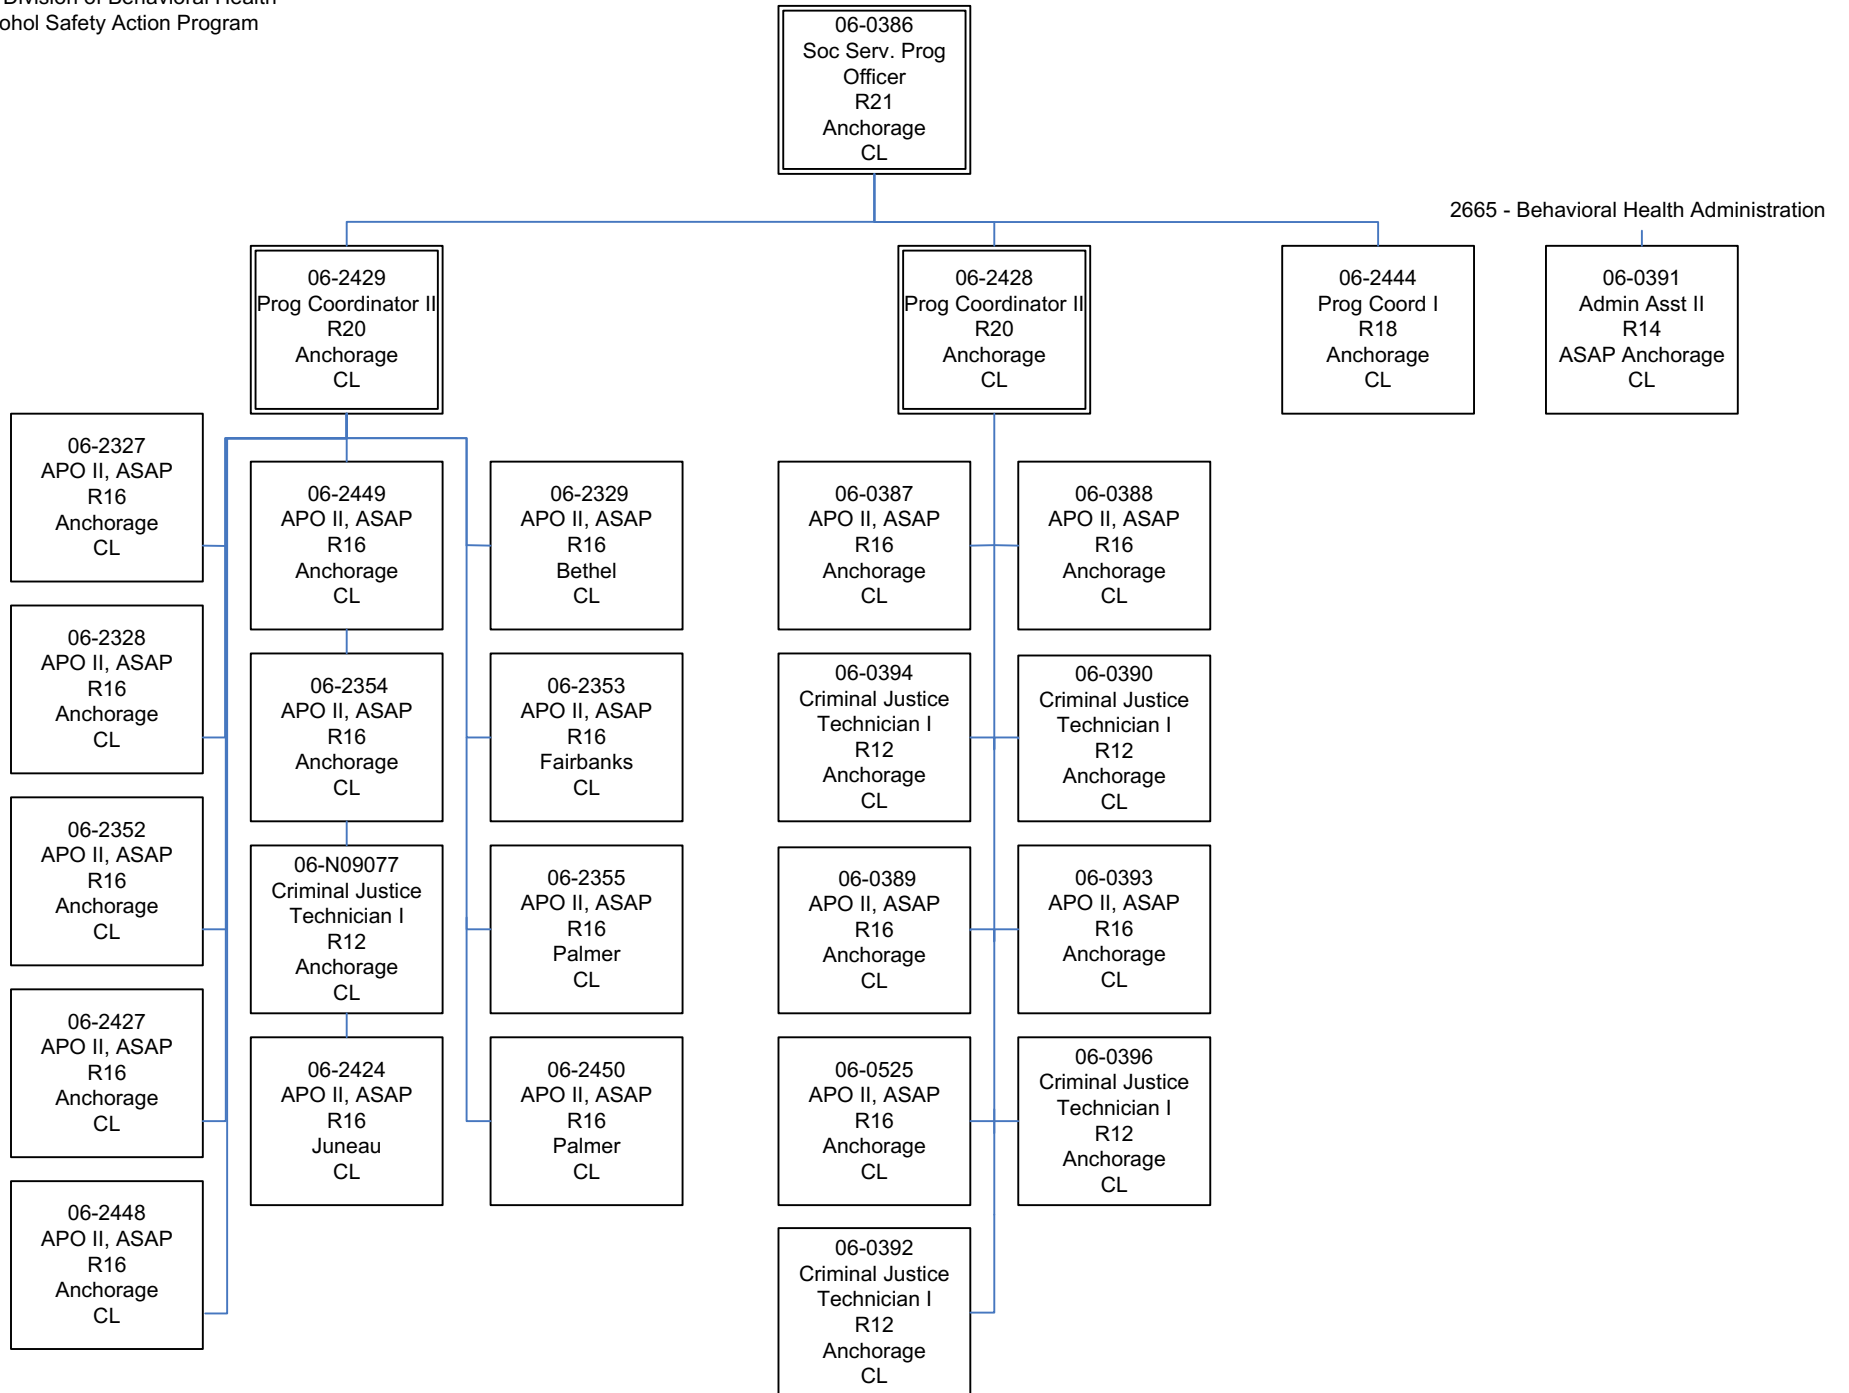 Division of Behavioral Health
Alcohol Safety Action Program
06-0386
Soc Serv. Prog
Officer
R21
Anchorage
CL
2665 - Behavioral Health Administration
06-2429
Prog Coordinator II
R20
Anchorage
CL
06-2428
Prog Coordinator II
R20
Anchorage
CL
06-2444
Prog Coord I
R18
Anchorage
CL
06-0391
Admin Asst II
R14
ASAP Anchorage
CL
06-2327
APO II, ASAP
R16
Anchorage
CL
06-2328
APO II, ASAP
R16
Anchorage
CL
06-2352
APO II, ASAP
R16
Anchorage
CL
06-2427
APO II, ASAP
R16
Anchorage
CL
06-2448
APO II, ASAP
R16
Anchorage
CL
06-2449
APO II, ASAP
R16
Anchorage
CL
06-2354
APO II, ASAP
R16
Anchorage
CL
06-N09077
Criminal Justice
Technician I
R12
Anchorage
CL
06-2424
APO II, ASAP
R16
Juneau
CL
06-2329
APO II, ASAP
R16
Bethel
CL
06-2353
APO II, ASAP
R16
Fairbanks
CL
06-2355
APO II, ASAP
R16
Palmer
CL
06-2450
APO II, ASAP
R16
Palmer
CL
06-0387
APO II, ASAP
R16
Anchorage
CL
06-0394
Criminal Justice
Technician I
R12
Anchorage
CL
06-0389
APO II, ASAP
R16
Anchorage
CL
06-0525
APO II, ASAP
R16
Anchorage
CL
06-0392
Criminal Justice
Technician I
R12
Anchorage
CL
06-0388
APO II, ASAP
R16
Anchorage
CL
06-0390
Criminal Justice
Technician I
R12
Anchorage
CL
06-0393
APO II, ASAP
R16
Anchorage
CL
06-0396
Criminal Justice
Technician I
R12
Anchorage
CL